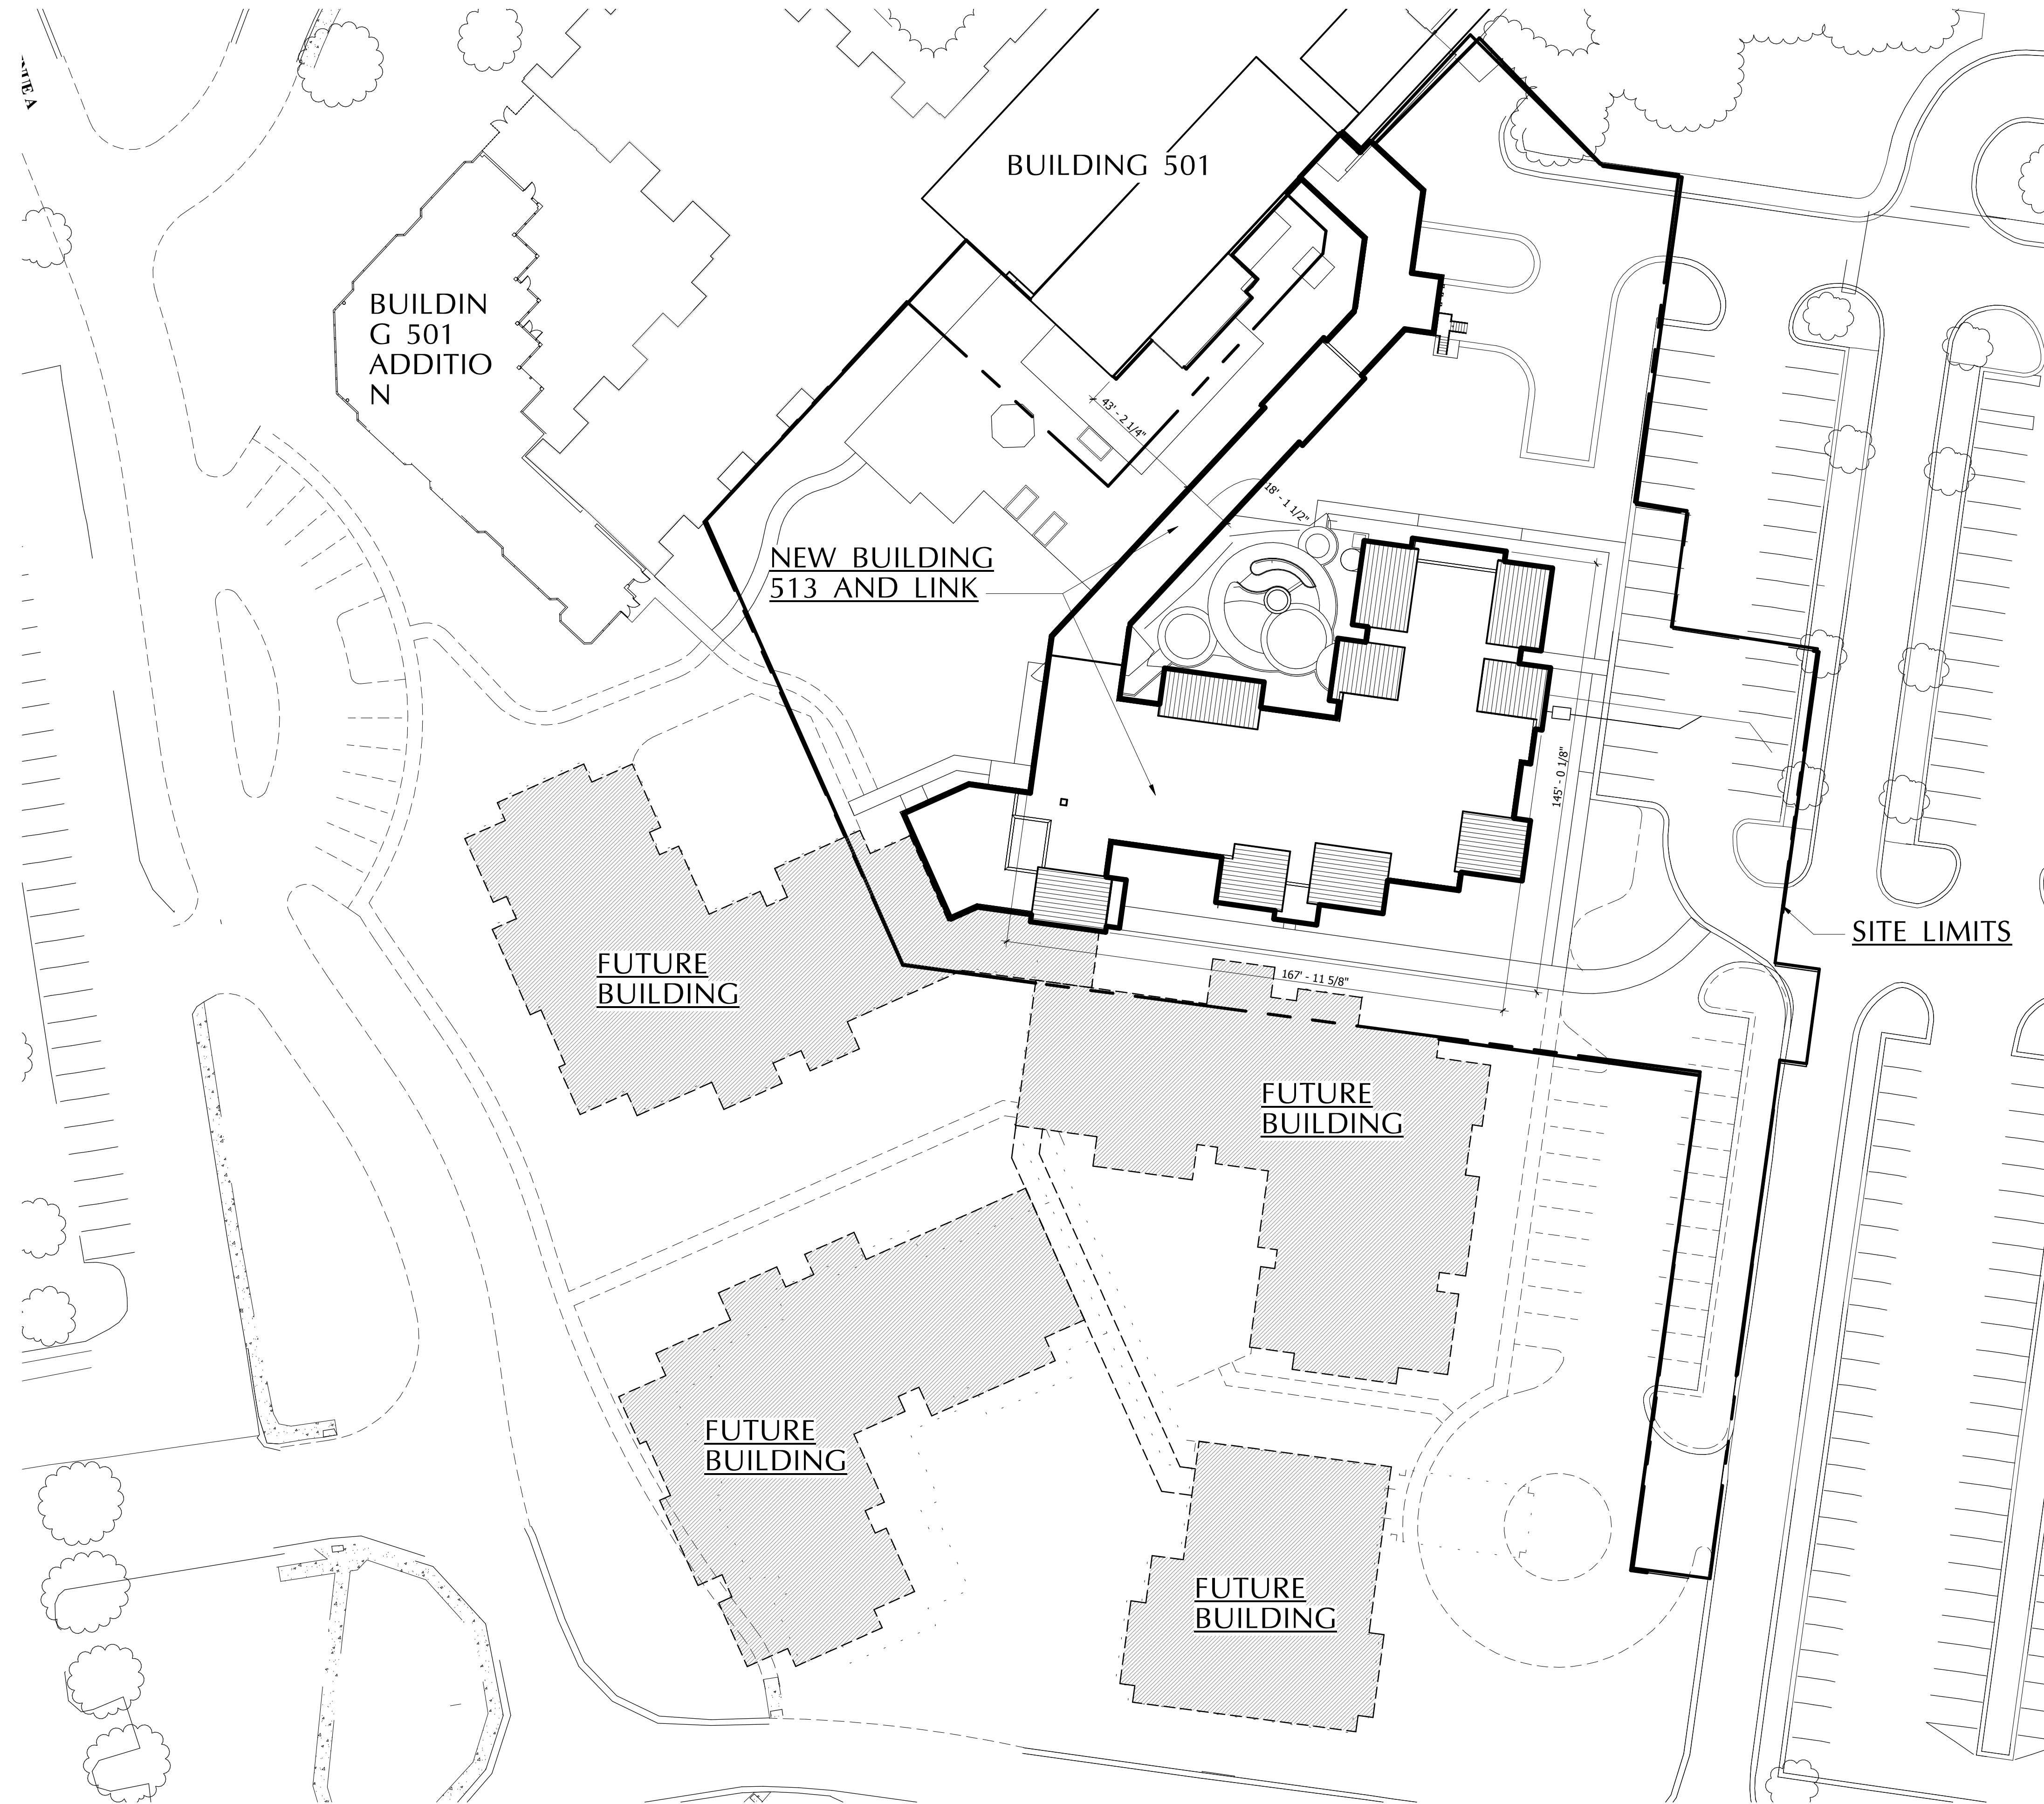 BUILDING 501
BUILDIN
G 501
ADDITIO
N
43' - 2 1/4"
18' - 1 1/2"
NEW BUILDING
513 AND LINK
145' - 0 1/8"
SITE LIMITS
167' - 11 5/8"
FUTURE
BUILDING
FUTURE
BUILDING
FUTURE
BUILDING
FUTURE
BUILDING